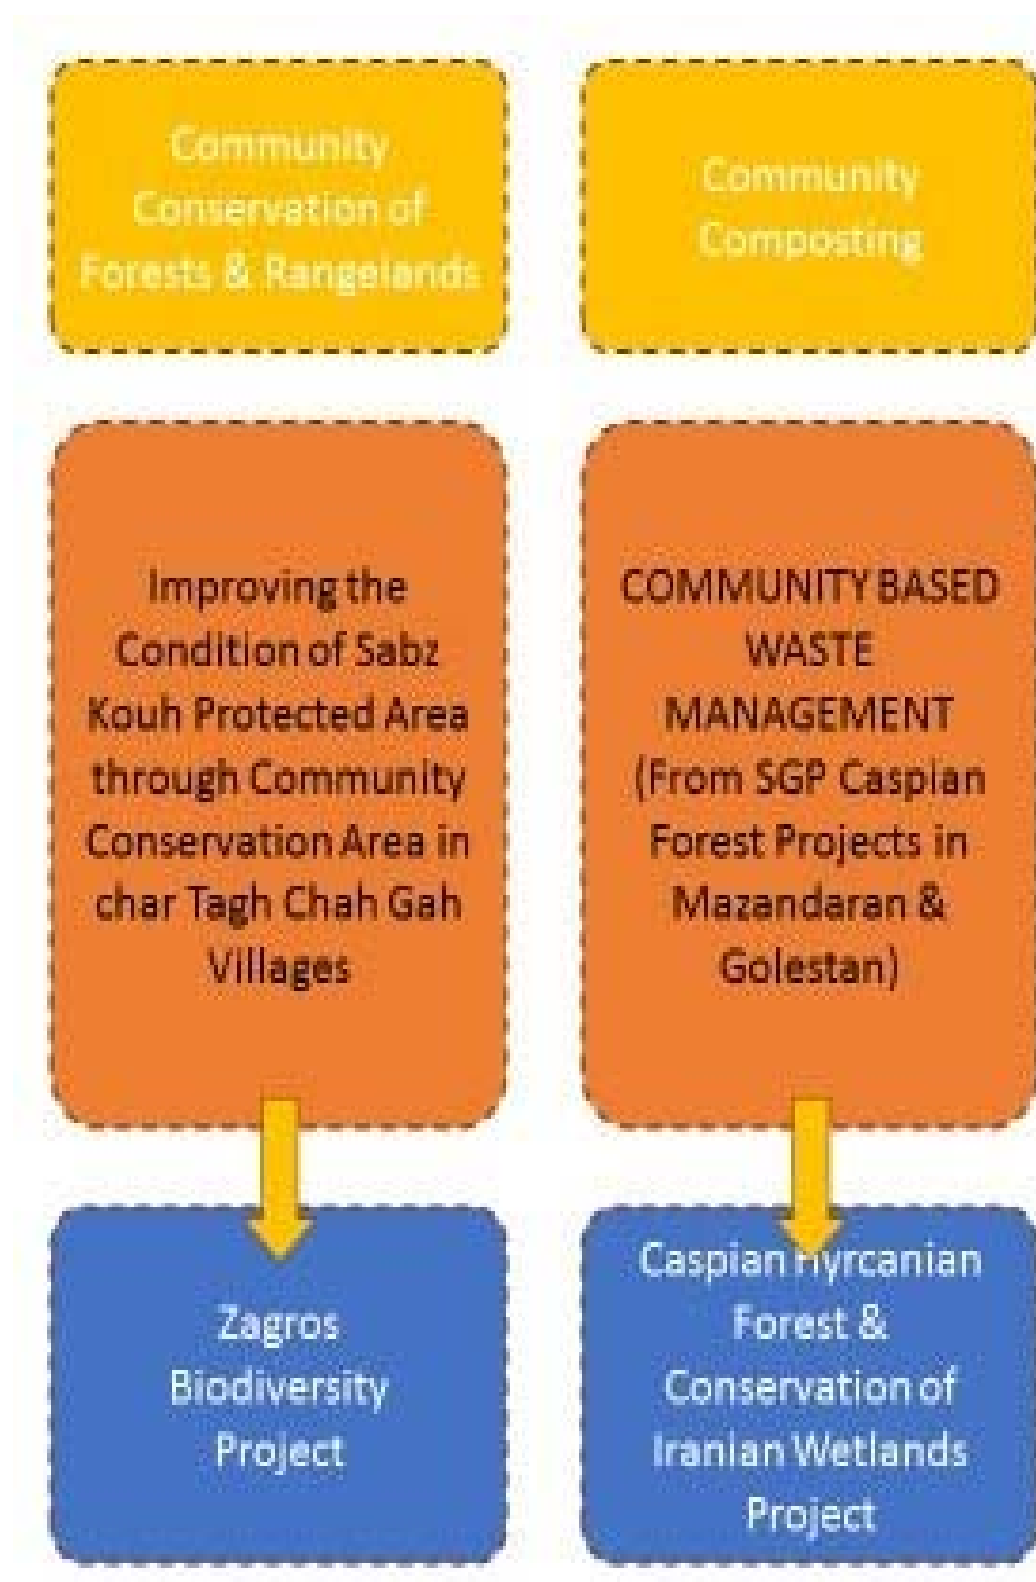 Community
Conservation of
Forests & Rangelands
Community
Composting
Improving the
Condition of Sabz
Kouh Protected Area
through Community
Conservation Area in
char Tagh Chah Gah
Villages
COMMUNITY BASED
WASTE
MANAGEMENT
(From SGP Caspian
Forest Projects in
Mazandaran &
Golestan)
Zagros
Biodiversity
Project
Caspian Hyrcanian
Forest &
Conservation of
Iranian Wetlands
Project